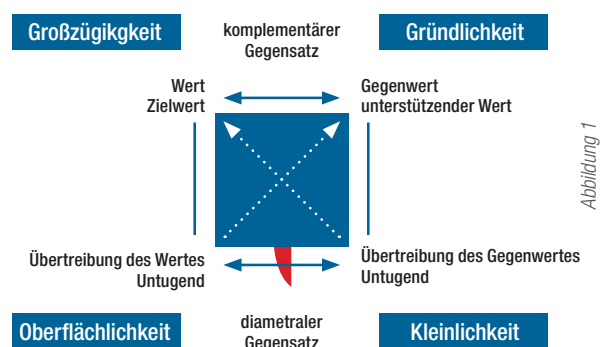 Großzügikgkeit
komplementärer
Gegensatz
Gründlichkeit
Wert
Zielwert
Gegenwert
unterstützender Wert
Abbildung 1
Übertreibung des Wertes
Untugend
Übertreibung des Gegenwertes
Untugend
Oberflächlichkeit
diametraler
Gegensatz
Kleinlichkeit